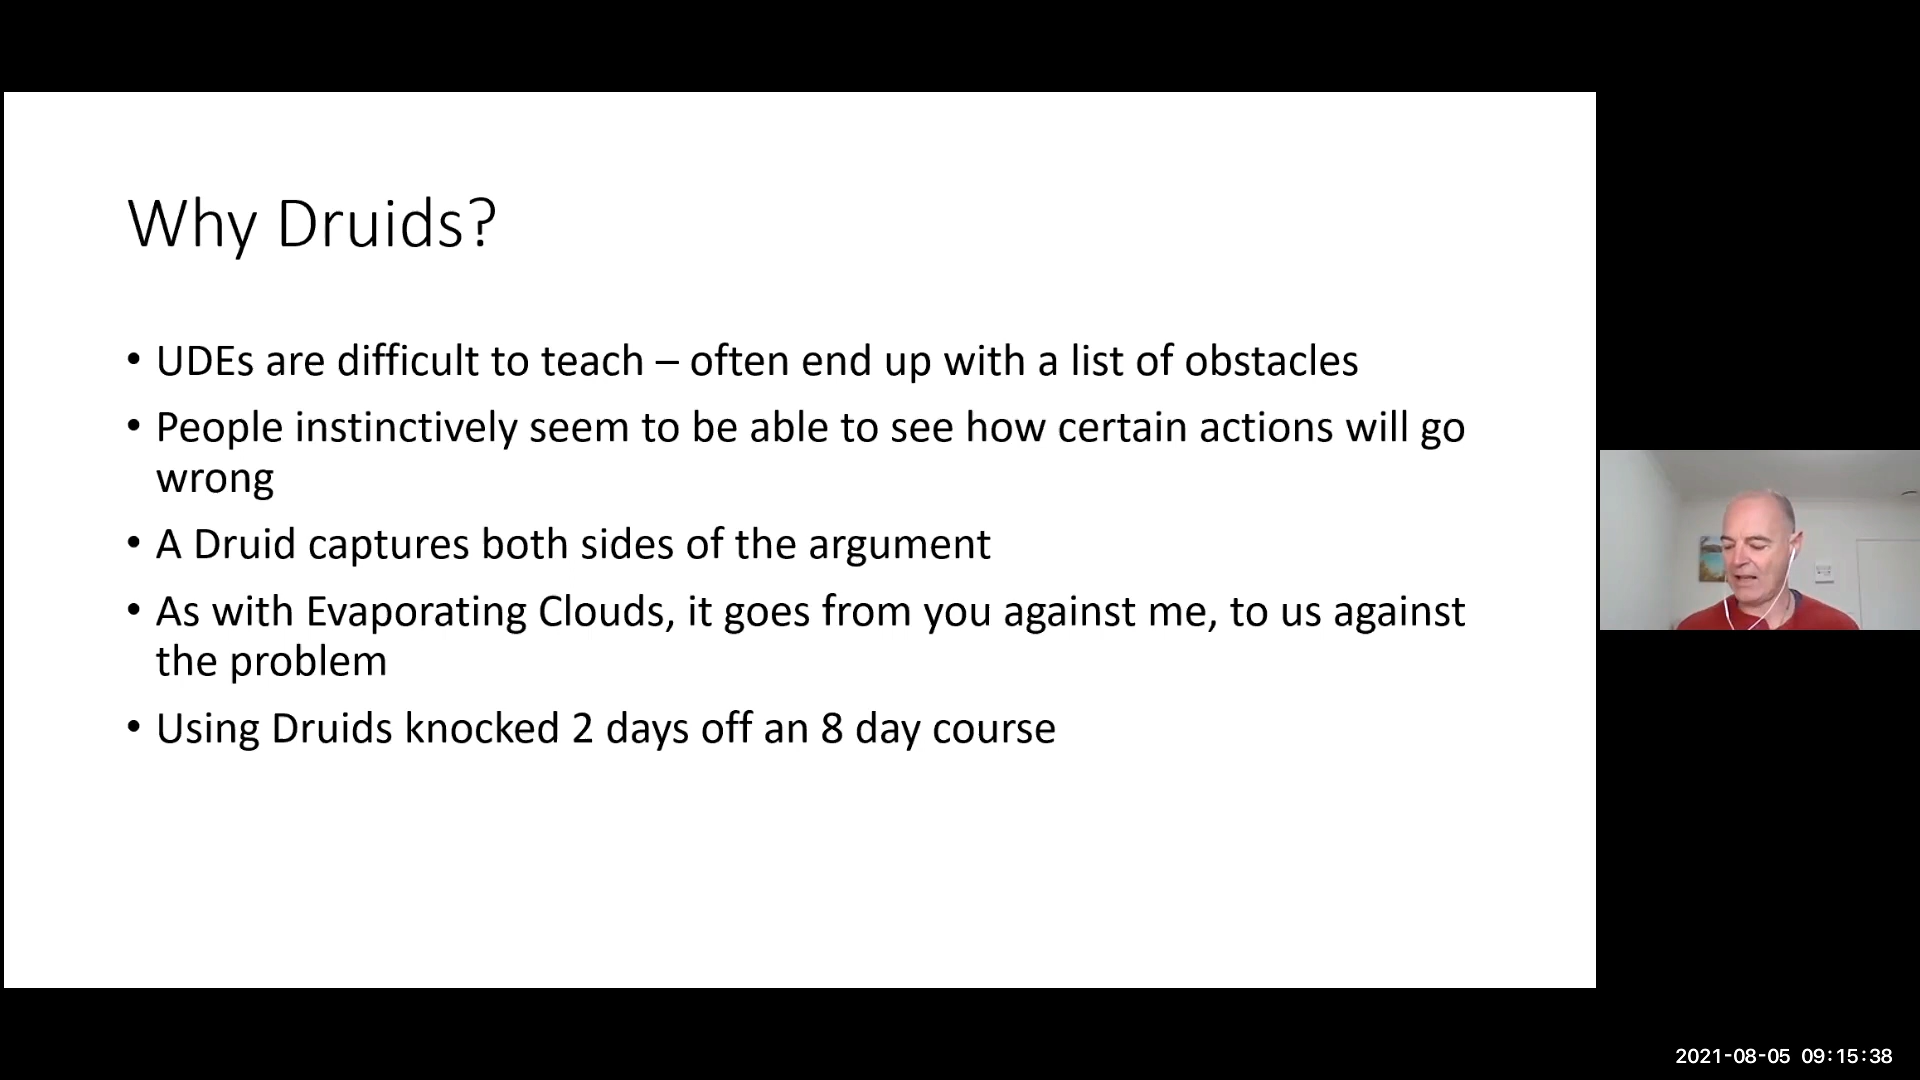 Why Druids?
• UDEs are difficult to teach – often end up with a list of obstacles
• People instinctively seem to be able to see how certain actions will go
wrong
• A Druid captures both sides of the argument
• As with Evaporating Clouds, it goes from you against me, to us against
the problem
• Using Druids knocked 2 days off an 8 day course
2021-08-05 09:15:38